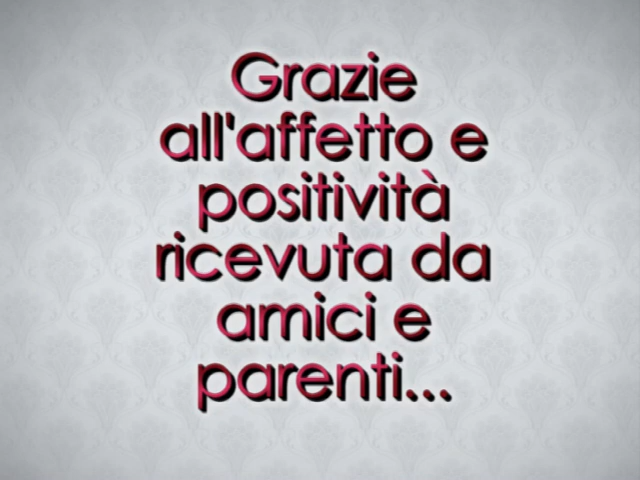 Grazie
all'affetto e
positività
ricevuta da
amici e
parenti...